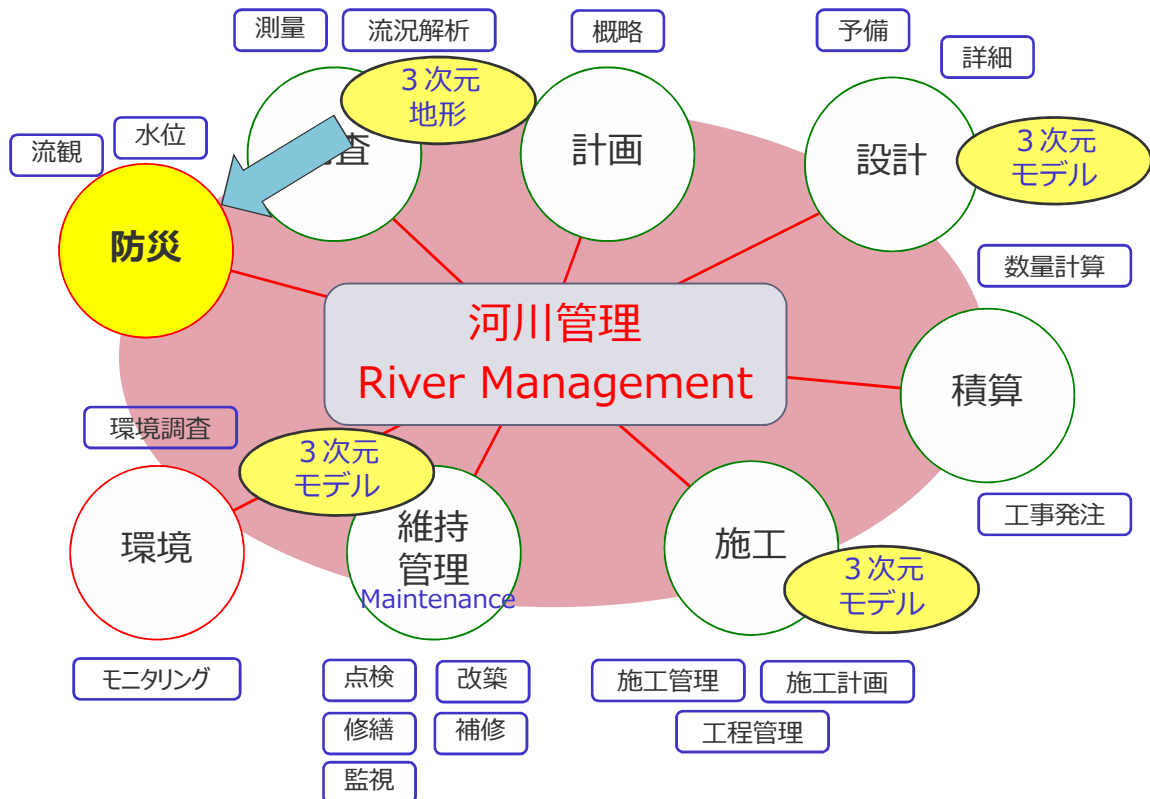 測量
流況解析
概略
予備
詳細
３次元
地形
水位
流観
査
計画
設計
３次元
モデル
防災
数量計算
河川管理
River Management
積算
環境調査
３次元
モデル
工事発注
環境
維持
管理
Maintenance
施工
３次元
モデル
モニタリング
点検
改築
施工管理
施工計画
修繕
補修
工程管理
監視